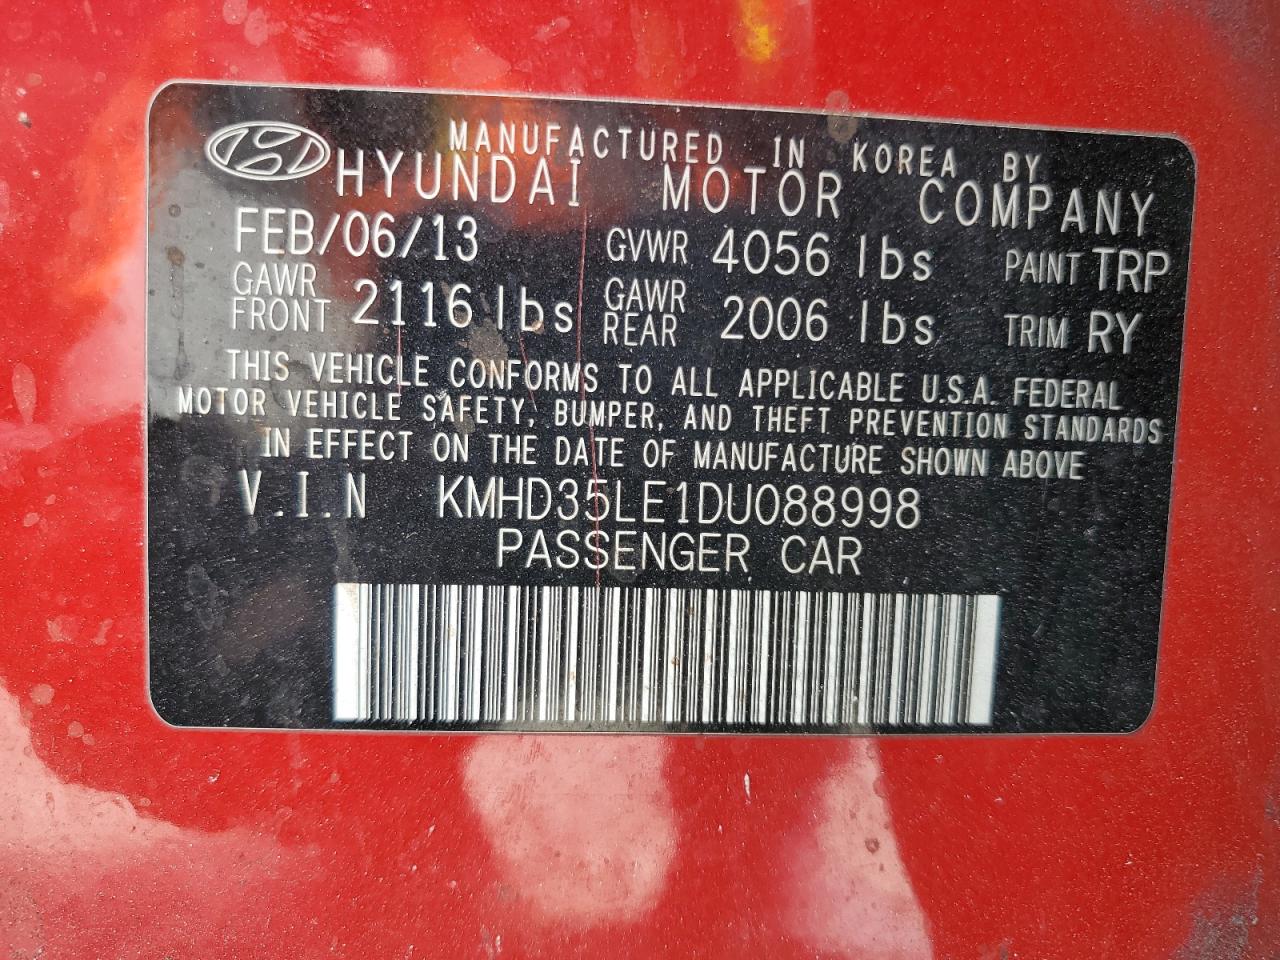 MANUFACTURED IN KOREA BY
HYUNDAI MOTOR COMPANY
FEB/06/13 GVWR 4056 lbs PAINT TRP
GAWR FRONT 2116 lbs GAWR REAR 2006 lbs TRIM RY
THIS VEHICLE CONFORMS TO ALL APPLICABLE U.S.A. FEDERAL
MOTOR VEHICLE SAFETY, BUMPER, AND THEFT PREVENTION STANDARDS
IN EFFECT ON THE DATE OF MANUFACTURE SHOWN ABOVE
V.I.N KMHD35LE1DU088998
PASSENGER CAR